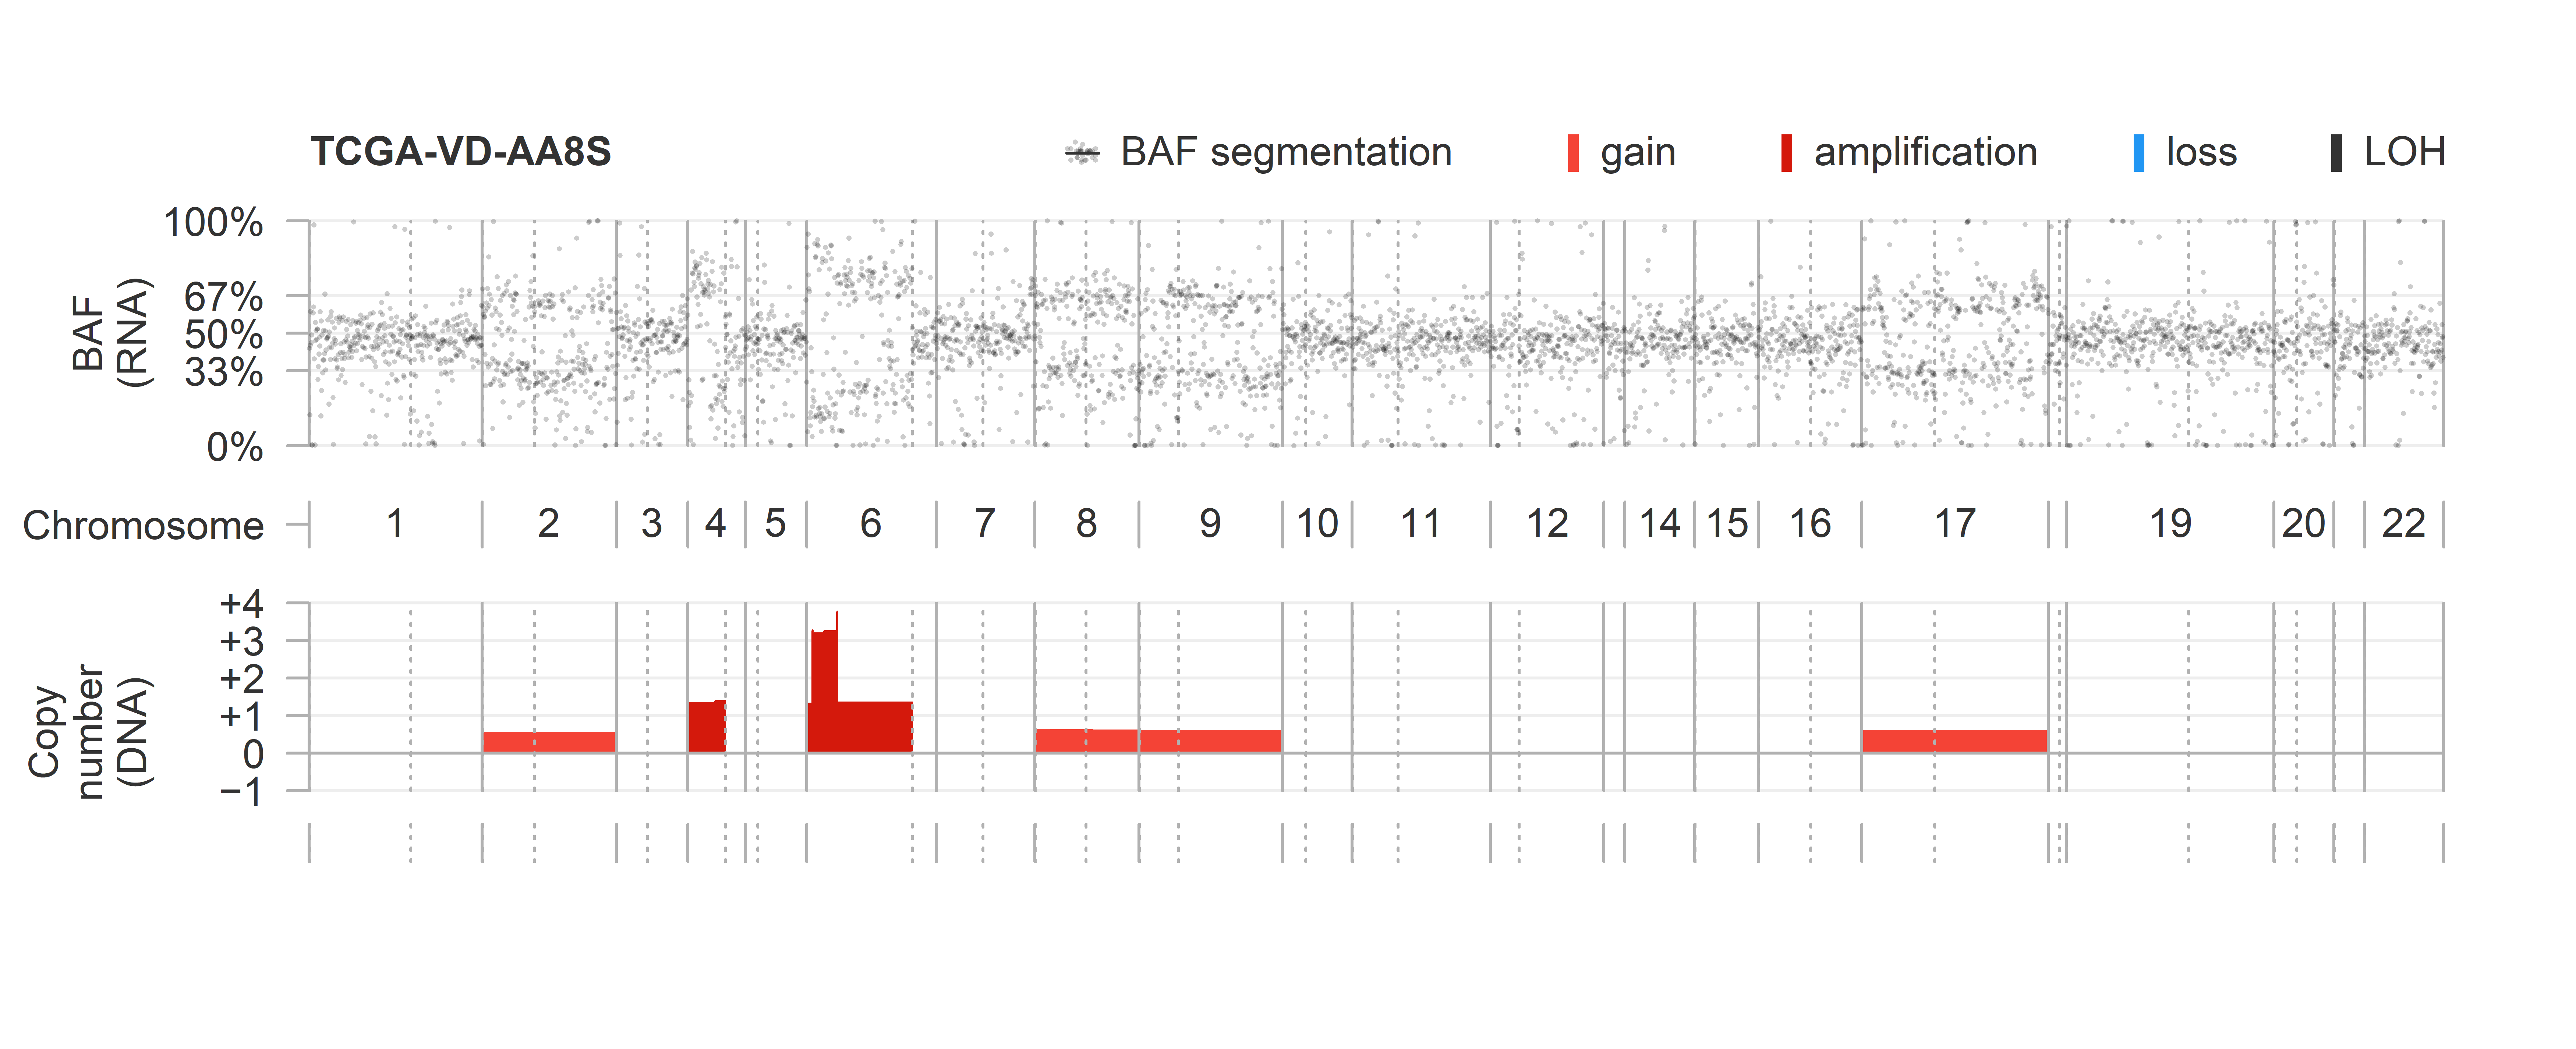 TCGA-VD-AA8S
BAF segmentation gain amplification loss LOH
100%
67%
50%
33%
0%
BAF
(RNA)
Chromosome 1 2 3 4 5 6 7 8 9 10 11 12 14 15 16 17 19 20 22
+4
+3
+2
+1
0
−1
Copy
number
(DNA)